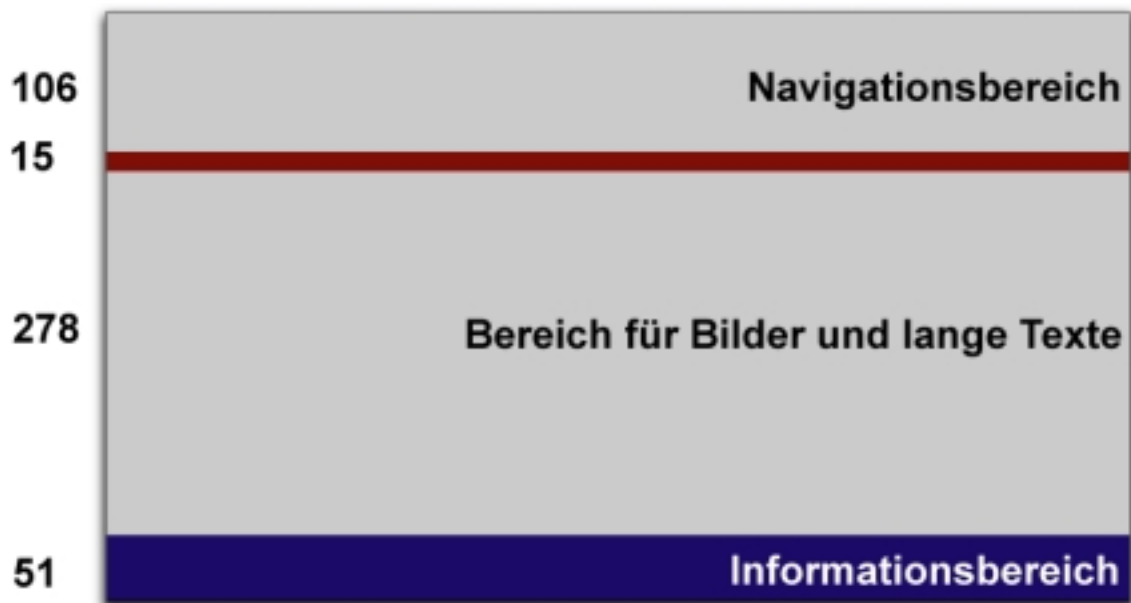 106 Navigationsbereich
15
278 Bereich für Bilder und lange Texte
51 Informationsbereich